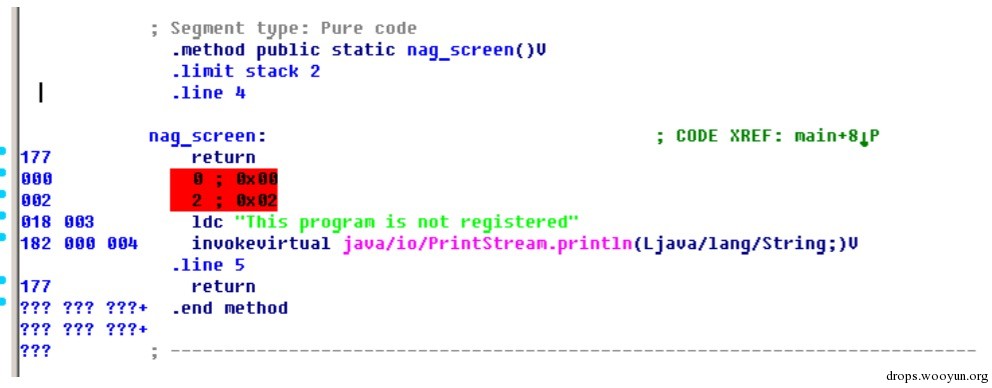 ; Segment type: Pure code
.method public static nag_screen()V
.limit stack 2
.line 4
nag_screen: ; CODE XREF: main+8↓P
177 return
000 0 ; 0x00
002 2 ; 0x02
018 003 ldc "This program is not registered"
182 000 004 invokevirtual java/io/PrintStream.println(Ljava/lang/String;)V
.line 5
177 return
??? ??? ???+ .end method
??? ??? ???+
??? ; ---------------------------------------------------------------------------
drops.wooyun.org